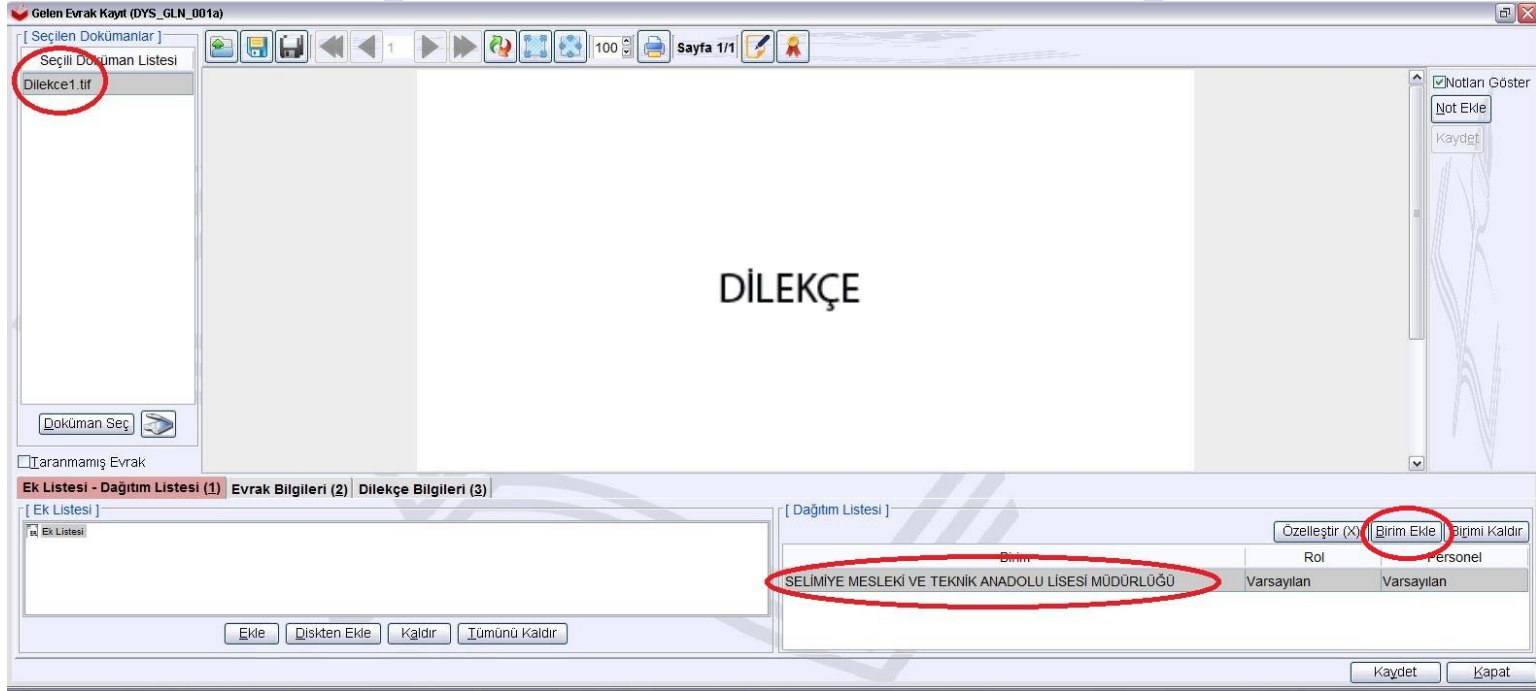 Gelen Evrak Kayıt (DYS_GLN_001a)
[ Seçilen Dokümanlar ]
Seçili Doküman Listesi
Dilekce1.tif
1
100
Sayfa 1/1
Notları Göster
Not Ekle
Kaydet
DİLEKÇE
Doküman Seç
Taranmamış Evrak
Ek Listesi - Dağıtım Listesi (1) Evrak Bilgileri (2) Dilekçe Bilgileri (3)
[ Ek Listesi ]
Ek Listesi
Ekle Diskten Ekle Kaldır Tümünü Kaldır
[ Dağıtım Listesi ]
Özelleştir (X) Birim Ekle Birimi Kaldır
Birim Rol Personel
SELİMİYE MESLEKİ VE TEKNİK ANADOLU LİSESİ MÜDÜRLÜĞÜ Varsayılan Varsayılan
Kaydet Kapat